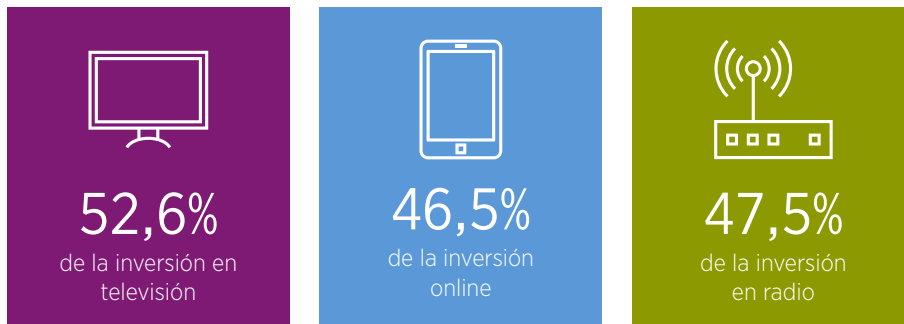 52,6%
de la inversión en
televisión
46,5%
de la inversión
online
47,5%
de la inversión
en radio